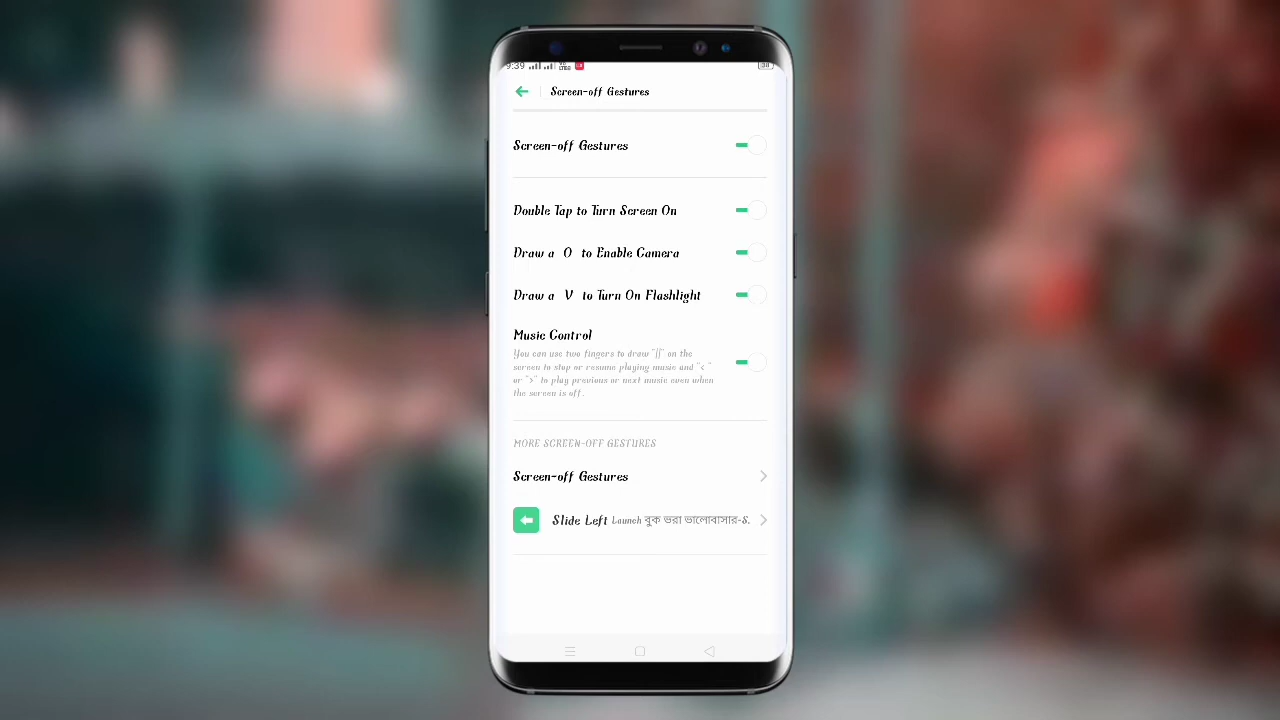 9:39
Screen-off Gestures
Screen-off Gestures
Double Tap to Turn Screen On
Draw a O to Enable Camera
Draw a V to Turn On Flashlight
Music Control
You can use two fingers to draw "||" on the
screen to stop or resume playing music and "<"
or ">" to play previous or next music even when
the screen is off.
MORE SCREEN-OFF GESTURES
Screen-off Gestures
Slide Left Launch বুক ভরা ভালোবাসার-S.